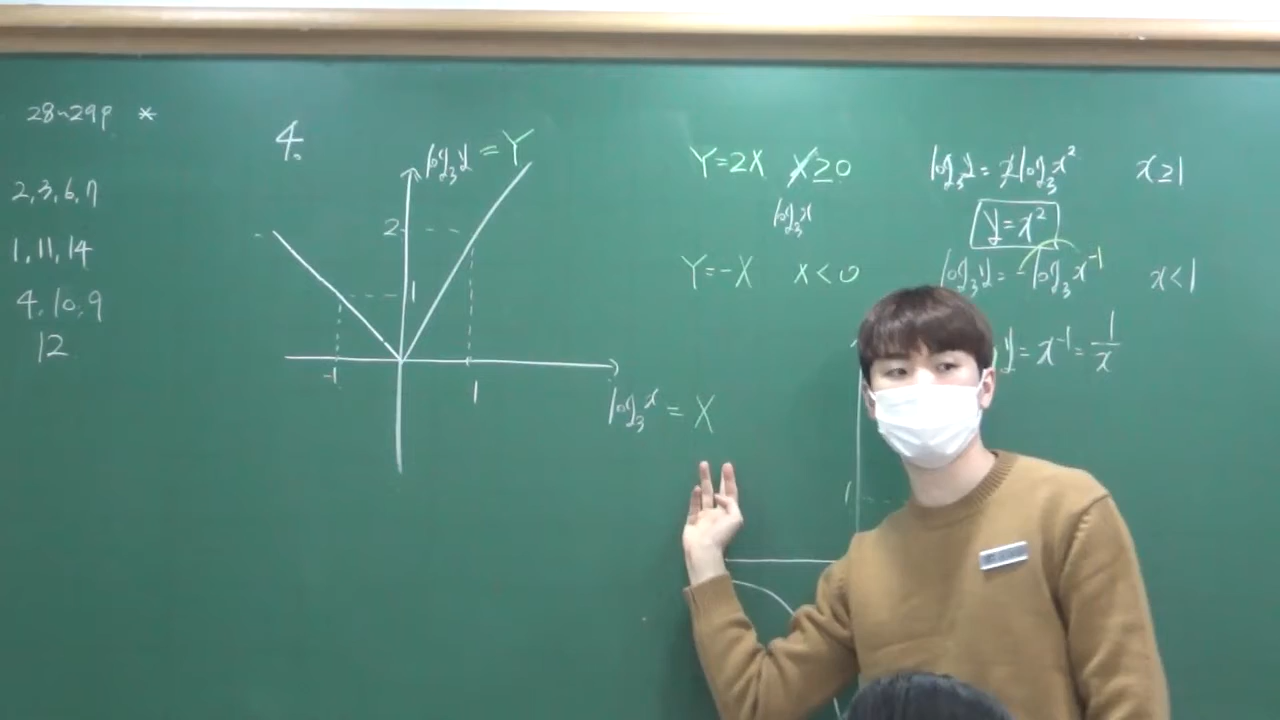 28~29p *
2, 3, 6, 7
1, 11, 14
4, 10, 9
12
4.
log₃y = Y
2
1
-1
1
log₃x = X
Y=2X X≥0
log₃x
Y=-X X<0
log₃y = 2log₃x² x≥1
y=x²
log₃y = -log₃x⁻¹ x<1
y=x⁻¹=1/x
1